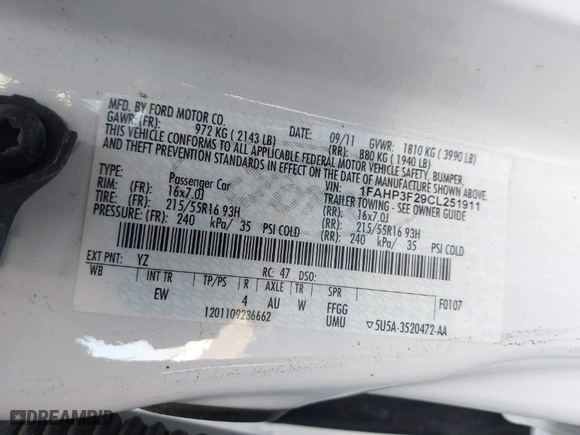 MFD. BY FORD MOTOR CO.
DATE: 09/11 GVWR: 1810 KG ( 3990 LB)
GAWR: (FR): 972 KG ( 2143 LB) (RR): 880 KG ( 1940 LB)
THIS VEHICLE CONFORMS TO ALL APPLICABLE FEDERAL MOTOR VEHICLE SAFETY, BUMPER,
AND THEFT PREVENTION STANDARDS IN EFFECT ON THE DATE OF MANUFACTURE SHOWN ABOVE.
VIN: 1FAHP3F29CL251911
TYPE: Passenger Car TRAILER TOWING - SEE OWNER GUIDE
RIM: (FR): 16x7.0J (RR): 16x7.0J
TIRE: (FR): 215/55R16 93H (RR): 215/55R16 93H
PRESSURE: (FR): 240 kPa/ 35 PSI COLD (RR): 240 kPa/ 35 PSI COLD
EXT PNT: YZ RC: 47 DSO:
WB INT TR TP/PS R AXLE TR SPR F0107
EW 4 AU W FFGG
1201109236662 UMU ▽5U5A-3520472-AA
DREAMBID